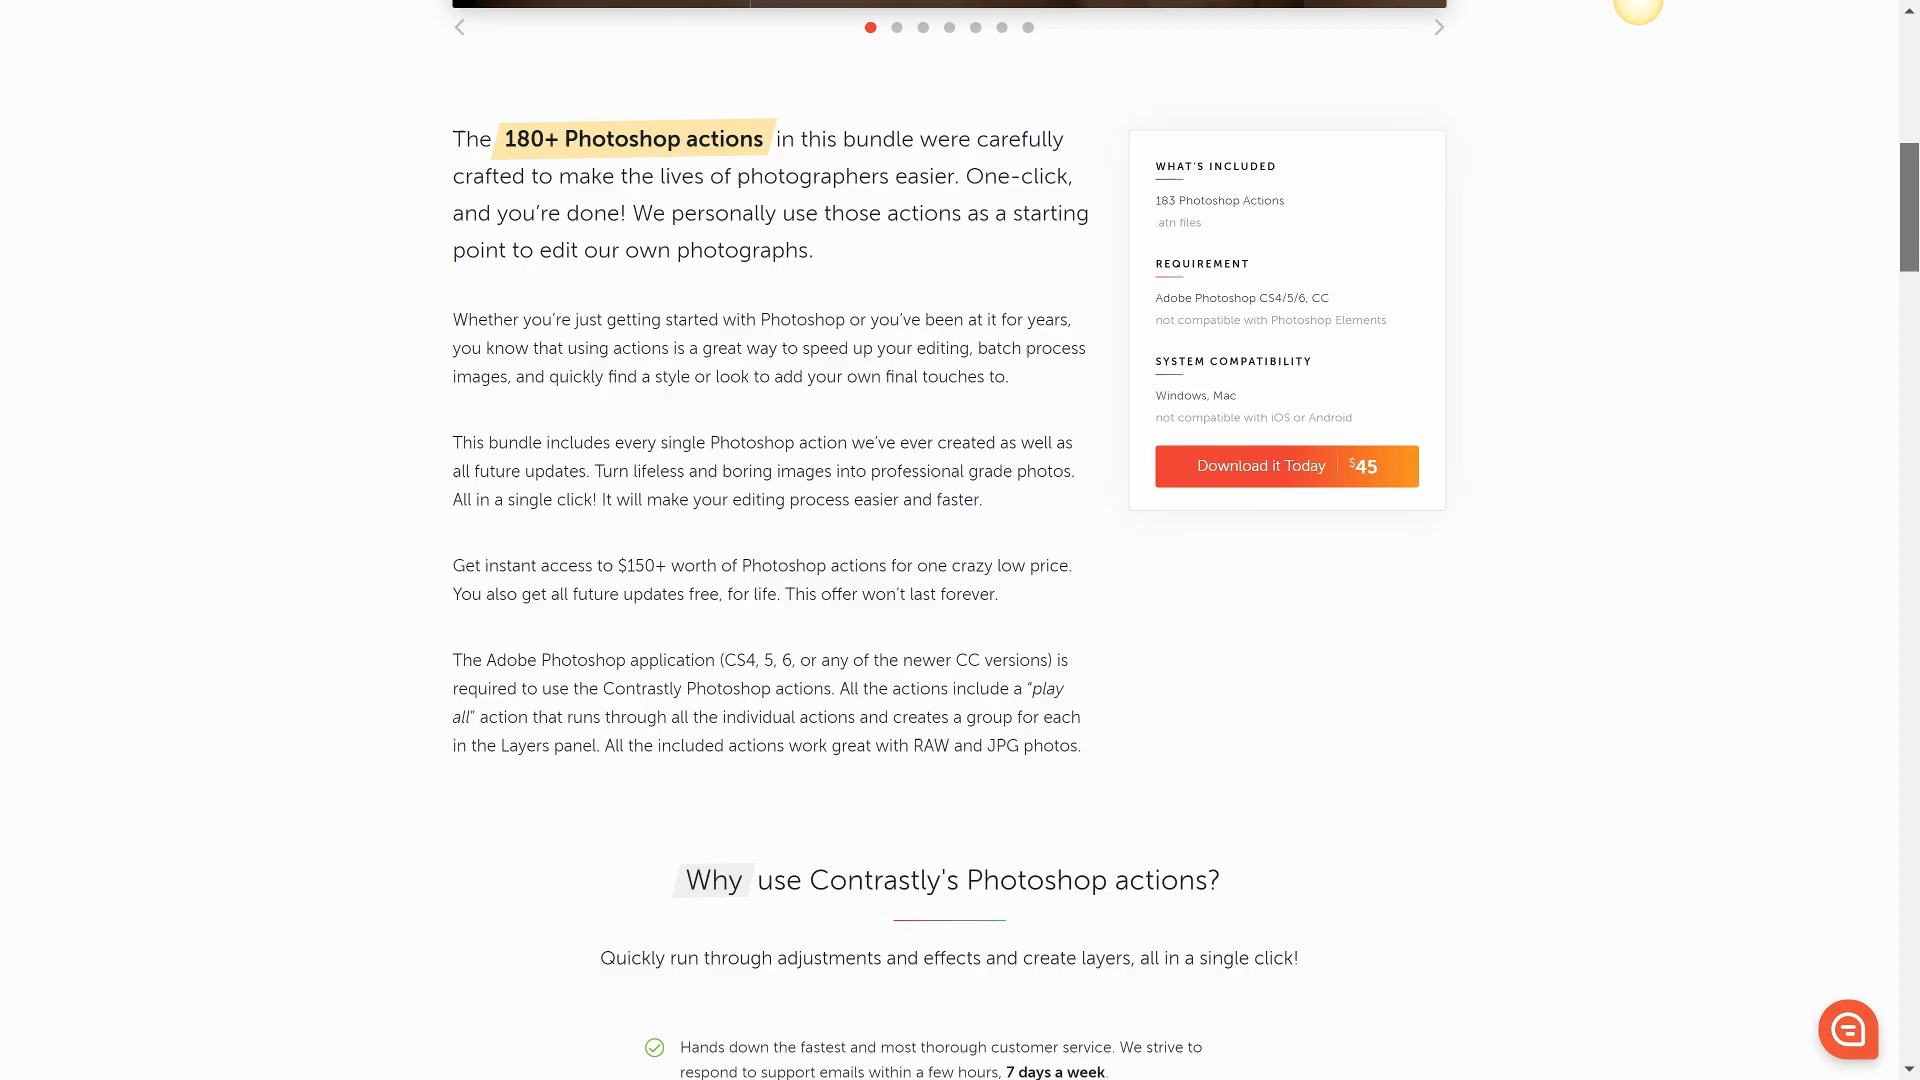 The 180+ Photoshop actions in this bundle were carefully
crafted to make the lives of photographers easier. One-click,
and you’re done! We personally use those actions as a starting
point to edit our own photographs.
Whether you’re just getting started with Photoshop or you’ve been at it for years,
you know that using actions is a great way to speed up your editing, batch process
images, and quickly find a style or look to add your own final touches to.
This bundle includes every single Photoshop action we’ve ever created as well as
all future updates. Turn lifeless and boring images into professional grade photos.
All in a single click! It will make your editing process easier and faster.
Get instant access to $150+ worth of Photoshop actions for one crazy low price.
You also get all future updates free, for life. This offer won’t last forever.
The Adobe Photoshop application (CS4, 5, 6, or any of the newer CC versions) is
required to use the Contrastly Photoshop actions. All the actions include a “play
all” action that runs through all the individual actions and creates a group for each
in the Layers panel. All the included actions work great with RAW and JPG photos.
WHAT'S INCLUDED
183 Photoshop Actions
.atn files
REQUIREMENT
Adobe Photoshop CS4/5/6, CC
not compatible with Photoshop Elements
SYSTEM COMPATIBILITY
Windows, Mac
not compatible with iOS or Android
Download it Today $45
Why use Contrastly's Photoshop actions?
Quickly run through adjustments and effects and create layers, all in a single click!
Hands down the fastest and most thorough customer service. We strive to
respond to support emails within a few hours, 7 days a week.